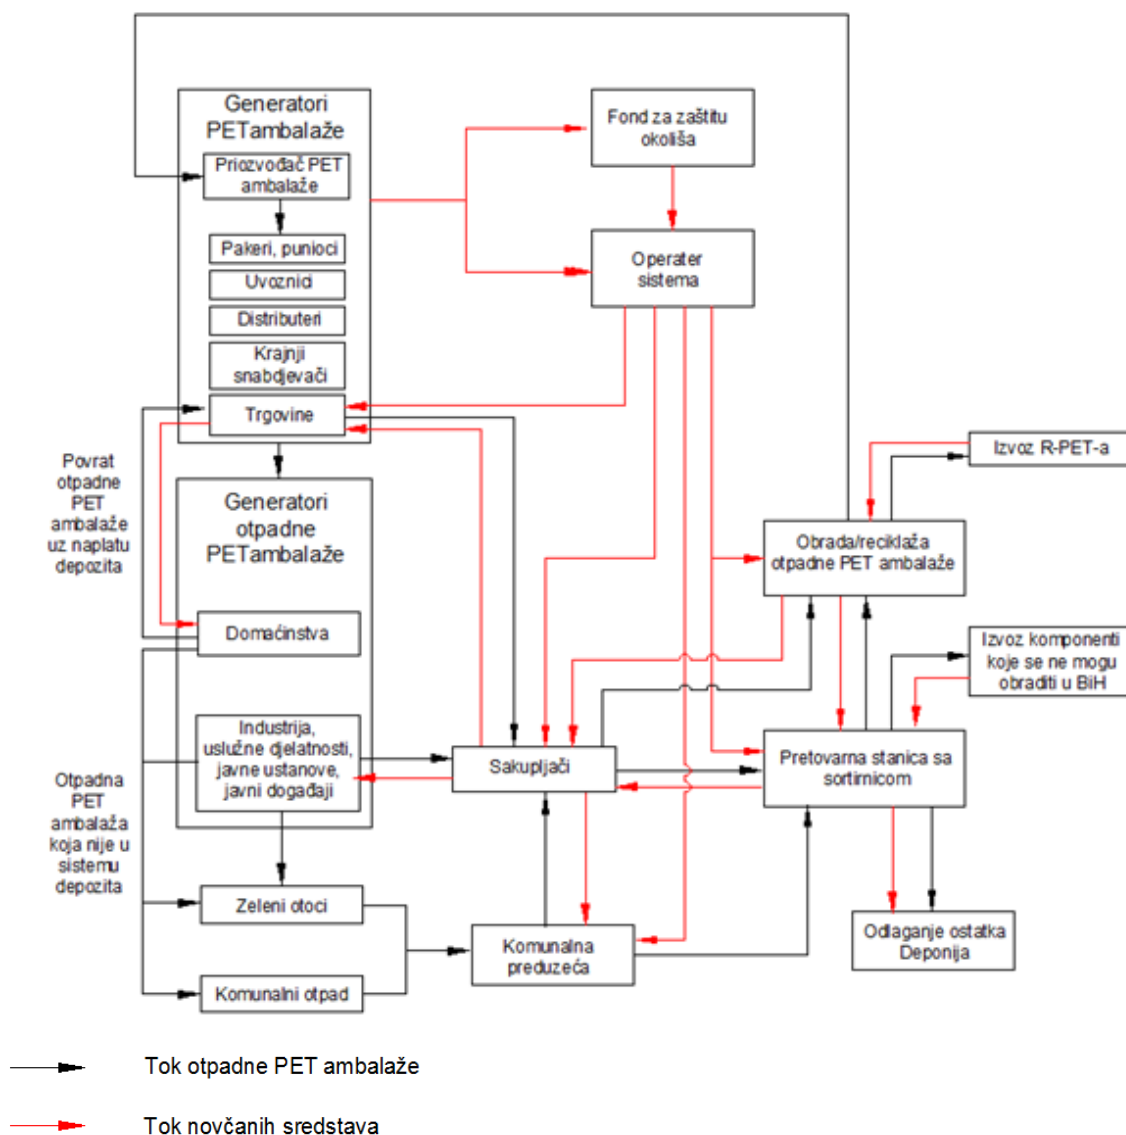 Generatori
PETambalaže
Priozvođač PET
ambalaže
Pakeri, punioci
Uvoznici
Distributeri
Krajnji
snabdjevači
Trgovine
Fond za zaštitu
okoliša
Operater
sistema
Povrat
otpadne
PET
ambalaže
uz naplatu
depozita
Generatori
otpadne
PETambalaže
Domaćinstva
Industrija,
uslužne djelatnosti,
javne ustanove,
javni događaji
Izvoz R-PET-a
Obrada/reciklaža
otpadne PET ambalaže
Izvoz komponenti
koje se ne mogu
obraditi u BiH
Sakupljači
Pretovarna stanica sa
sortirnicom
Otpadna
PET
ambalaža
koja nije u
sistemu
depozita
Zeleni otoci
Komunalni otpad
Komunalna
preduzeća
Odlaganje ostatka
Deponija
Tok otpadne PET ambalaže
Tok novčanih sredstava